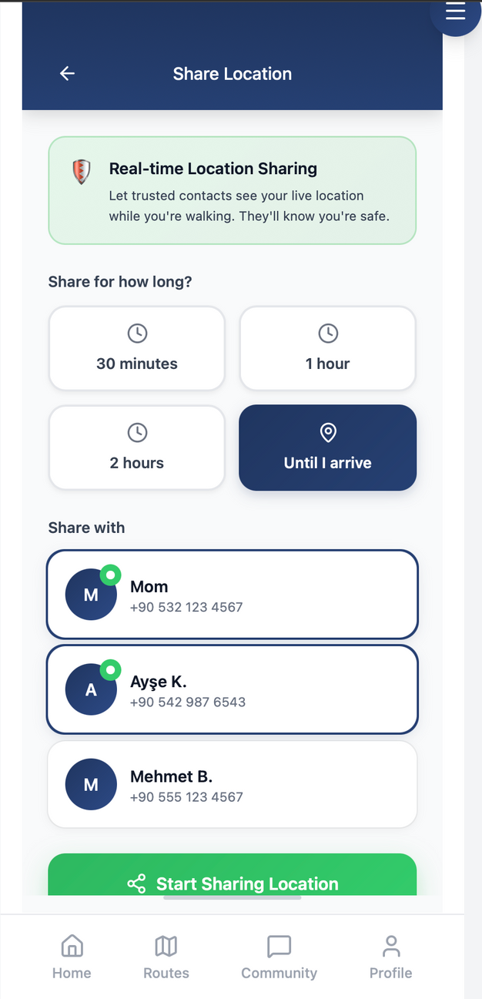 Share Location
Real-time Location Sharing
Let trusted contacts see your live location
while you're walking. They'll know you're safe.
Share for how long?
30 minutes
1 hour
2 hours
Until I arrive
Share with
M
Mom
+90 532 123 4567
A
Ayşe K.
+90 542 987 6543
M
Mehmet B.
+90 555 123 4567
Start Sharing Location
Home
Routes
Community
Profile